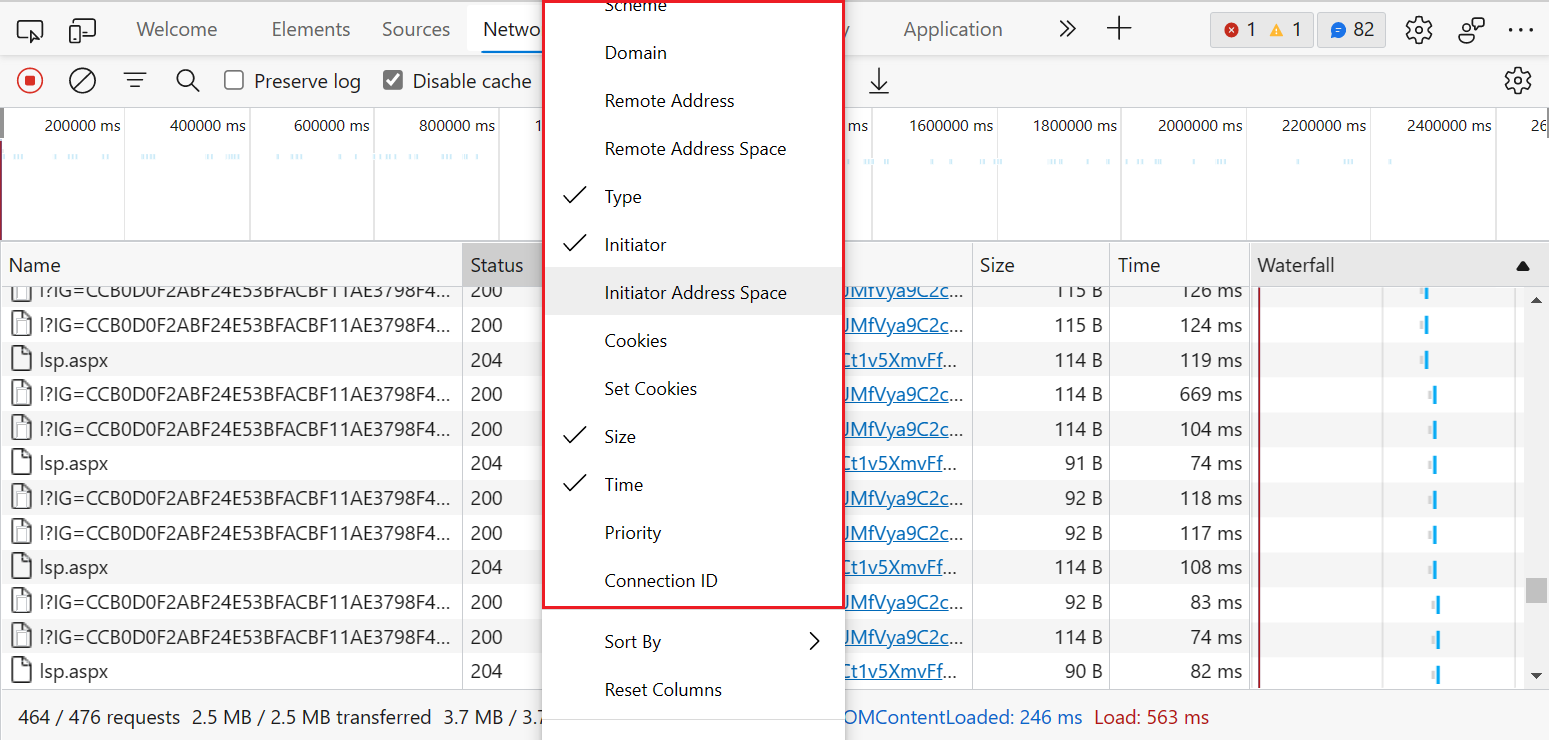 Welcome Elements Sources Netwo Application 1 1 82
Preserve log Disable cache
200000 ms 400000 ms 600000 ms 800000 ms 1 ms 1600000 ms 1800000 ms 2000000 ms 2200000 ms 2400000 ms 26
Scheme
Domain
Remote Address
Remote Address Space
Type
Initiator
Initiator Address Space
Cookies
Set Cookies
Size
Time
Priority
Connection ID
Sort By
Reset Columns
Name Status Size Time Waterfall
l?IG=CCB0D0F2ABF24E53BFACBF11AE3798F4... 200 JMfVya9C2c... 115 B 126 ms
l?IG=CCB0D0F2ABF24E53BFACBF11AE3798F4... 200 JMfVya9C2c... 115 B 124 ms
lsp.aspx 204 Ct1v5XmvFf... 114 B 119 ms
l?IG=CCB0D0F2ABF24E53BFACBF11AE3798F4... 200 JMfVya9C2c... 114 B 669 ms
l?IG=CCB0D0F2ABF24E53BFACBF11AE3798F4... 200 JMfVya9C2c... 114 B 104 ms
lsp.aspx 204 Ct1v5XmvFf... 91 B 74 ms
l?IG=CCB0D0F2ABF24E53BFACBF11AE3798F4... 200 JMfVya9C2c... 92 B 118 ms
l?IG=CCB0D0F2ABF24E53BFACBF11AE3798F4... 200 JMfVya9C2c... 92 B 117 ms
lsp.aspx 204 Ct1v5XmvFf... 114 B 108 ms
l?IG=CCB0D0F2ABF24E53BFACBF11AE3798F4... 200 JMfVya9C2c... 92 B 83 ms
l?IG=CCB0D0F2ABF24E53BFACBF11AE3798F4... 200 JMfVya9C2c... 114 B 74 ms
lsp.aspx 204 Ct1v5XmvFf... 90 B 82 ms
464 / 476 requests 2.5 MB / 2.5 MB transferred 3.7 MB / 3.7 OMContentLoaded: 246 ms Load: 563 ms